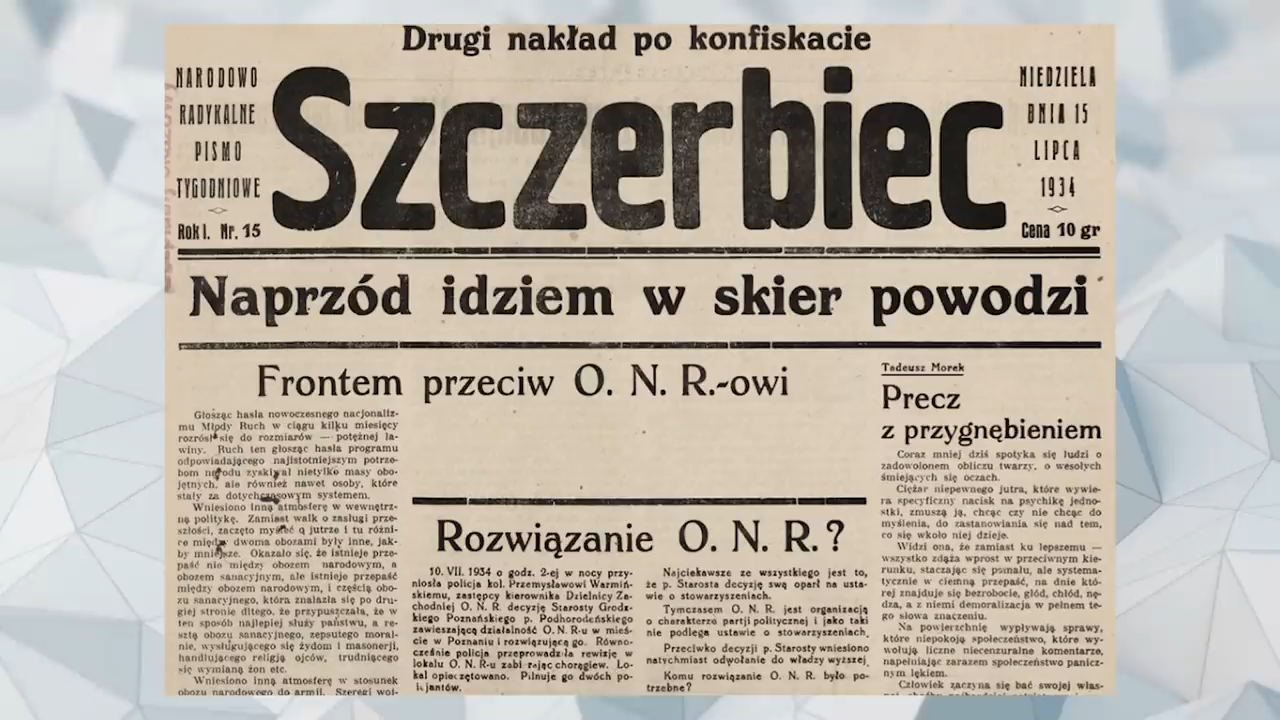 Drugi nakład po konfiskacie
NARODOWO
RADYKALNE
PISMO
TYGODNIOWE
Rok I. Nr. 15
Szczerbiec
NIEDZIELA
DNIA 15
LIPCA
1934
Cena 10 gr
Naprzód idziem w skier powodzi
Frontem przeciw O. N. R.-owi
Głosząc hasła nowoczesnego nacjonaliz-
mu Młody Ruch w ciągu kilku miesięcy
rozrósł się do rozmiarów — potężnej la-
winy. Ruch ten głosząc hasła programu
odpowiadającego najistotniejszym potrze-
bom narodu zyskiwał nietylko masy obo-
jętnych, ale również nawet osoby, które
stały za dotychczasowym systemem.
Wniesiono inną atmosferę w wewnętrz-
ną politykę. Zamiast walk o zasługi prze-
szłości, zaczęto myśleć o jutrze i tu różni-
re między dwoma obozami były inne, jak-
by mniejsze. Okazało się, że istnieje prze-
paść nie między obozem narodowym, a
obozem sanacyjnym, ale istnieje przepaść
między obozem narodowym, i częścią obo-
zu sanacyjnego, która znalazła się po dru-
giej stronie dlatego, że przypuszczała, że w
ten sposób najlepiej służy państwu, a re-
sztą obozu sanacyjnego, zepsutego moral-
nie, wysługującego się żydom i masonerji,
handlującego religją ojców, trudniącego
się wymianą żon etc.
Wniesiono inną atmosferę w stosunek
obozu narodowego do armji. Szeregi woj-
Rozwiązanie O. N. R.?
10. VII. 1934 o godz. 2-ej w nocy przy-
niosła policja kol. Przemysławowi Warmiń-
skiemu, zastępcy kierownika Dzielnicy Za-
chodniej O. N. R. decyzję Starosty Grodz-
kiego Poznańskiego p. Podhorodeńskiego
zawieszającą działalność O. N. R-u w mieś-
cie w Poznaniu i rozwiązującą go. Równo-
cześnie policja przeprowadziła rewizję w
lokalu O. N. R-u zabierając chorągiew. Lo-
kal opieczętowano. Pilnuje go dwóch po-
licjantów.
Najciekawsze ze wszystkiego jest to,
że p. Starosta decyzję swą oparł na usta-
wie o stowarzyszeniach.
Tymczasem O. N. R. jest organizacją
o charakterze partji politycznej i jako taki
nie podlega ustawie o stowarzyszeniach.
Przeciwko decyzji p. Starosty wniesiono
natychmiast odwołanie do władzy wyższej.
Komu rozwiązanie O. N. R. było po-
trzebne?
Tadeusz Morek
Precz
z przygnębieniem
Coraz mniej dziś spotyka się ludzi o
zadowolonem obliczu twarzy, o wesołych
śmiejących się oczach.
Ciężar niepewnego jutra, które wywie-
ra specyficzny nacisk na psychikę jedno-
stki, zmusza ją, chcąc czy nie chcąc do
myślenia, do zastanowiania się nad tem,
co się wkoło niej dzieje.
Widzi ona, że zamiast ku lepszemu —
wszystko zdąża wprost w przeciwnym kie-
runku, staczając się pomału, ale systema-
tycznie w ciemną przepaść, na dnie któ-
rej znajduje się bezrobocie, głód, chłód, nę-
dza, a z niemi demoralizacja w pełnem te-
go słowa znaczeniu.
Na powierzchnię wypływają sprawy,
które niepokoją społeczeństwo, które wy-
wołują liczne niecenzuralne komentarze,
napełniając zarazem społeczeństwo panicz-
nym lękiem.
Człowiek zaczyna się bać swojej włas-